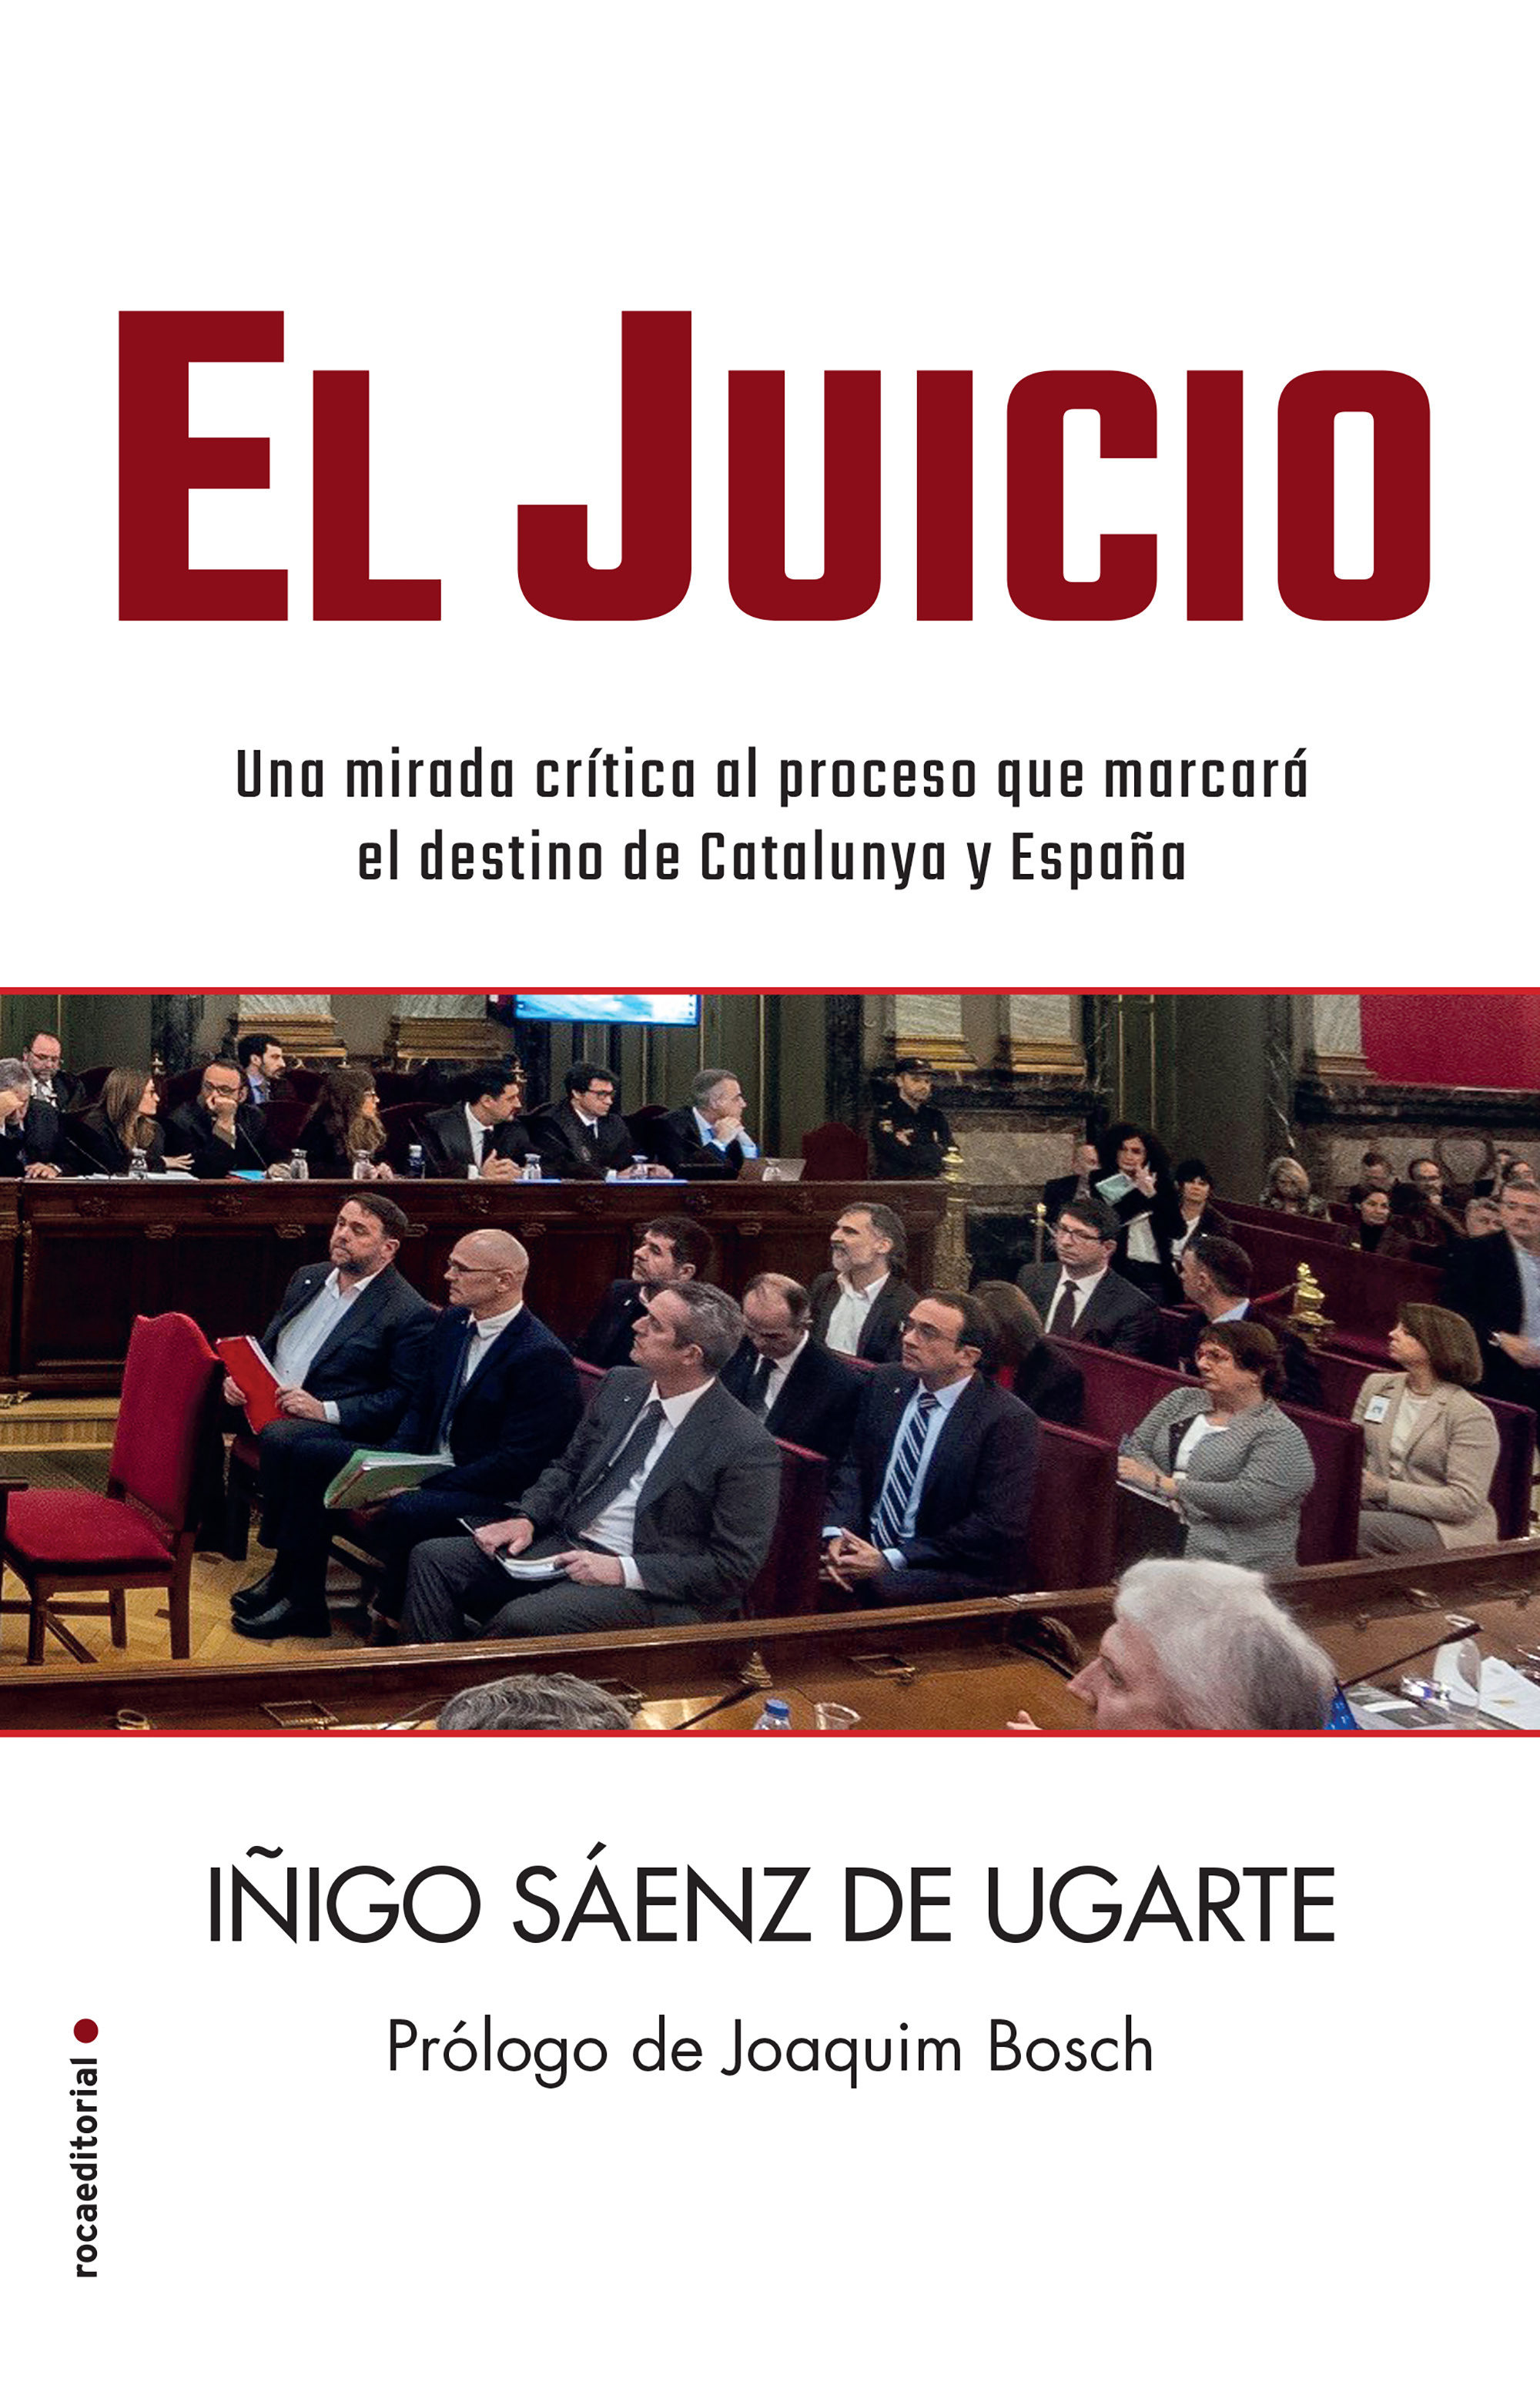 EL JUICIO
Una mirada crítica al proceso que marcará
el destino de Catalunya y España
IÑIGO SÁENZ DE UGARTE
Prólogo de Joaquim Bosch
rocaeditorial